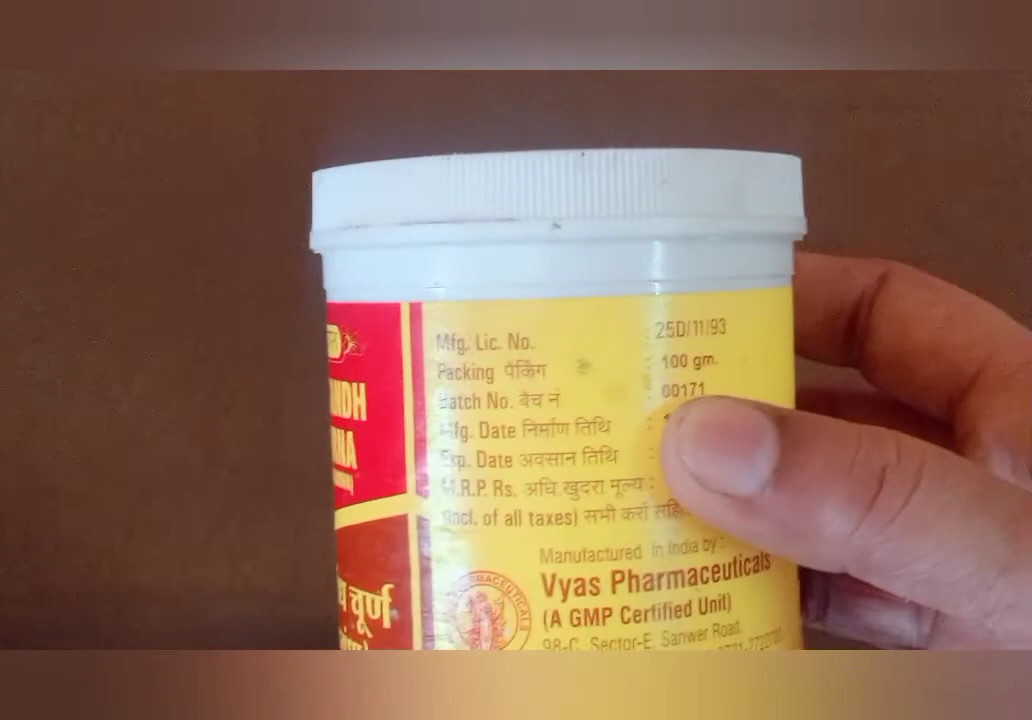 Mfg. Lic. No. : 25D/11/93
Packing पैकिंग : 100 gm.
Batch No. बैच नं : 00171
Mfg. Date निर्माण तिथि :
Exp. Date अवसान तिथि :
M.R.P. Rs. अधि खुदरा मूल्य :
(Incl. of all taxes) सभी करों
Manufactured in India by :
Vyas Pharmaceuticals
(A GMP Certified Unit)
98-C, Sector-E, Sanwer Road,
चूर्ण